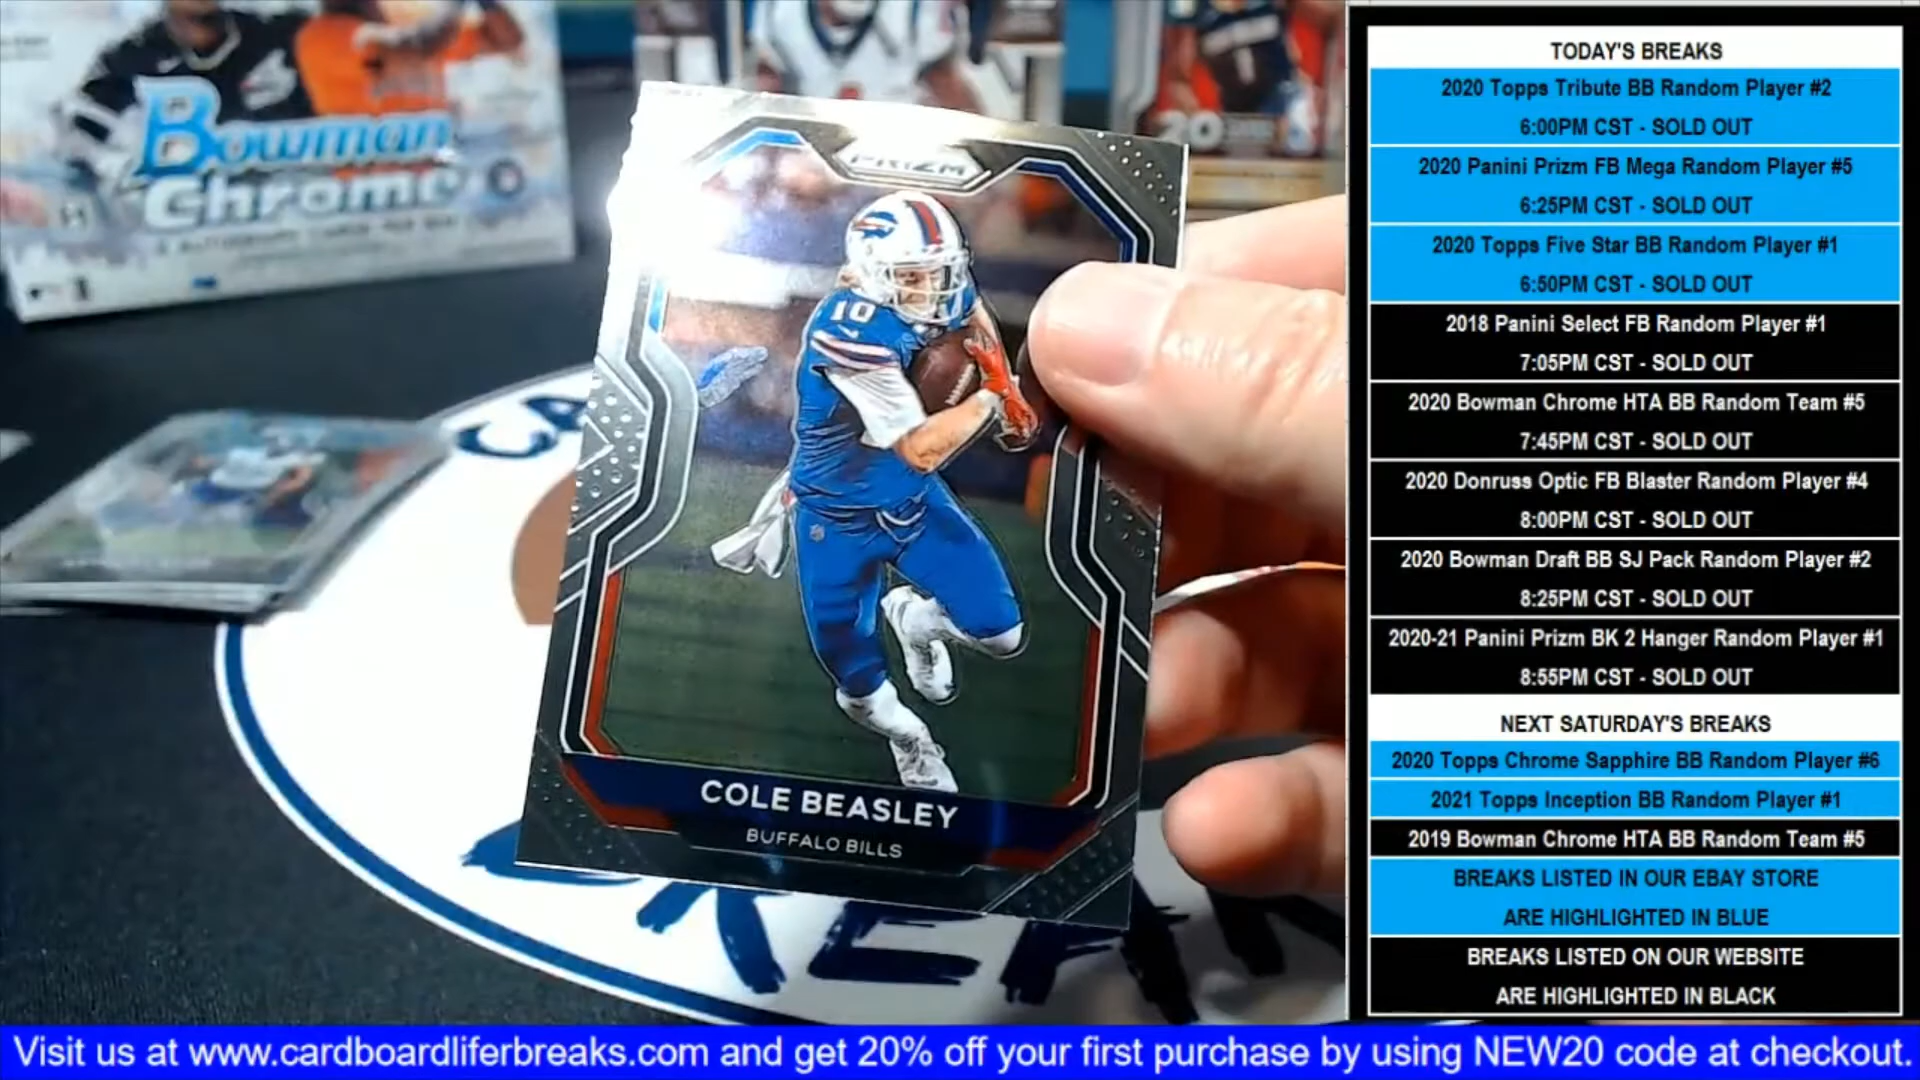 Bowman
Chrome
20
PRIZM
10
COLE BEASLEY
BUFFALO BILLS
CA
TODAY'S BREAKS
2020 Topps Tribute BB Random Player #2
6:00PM CST - SOLD OUT
2020 Panini Prizm FB Mega Random Player #5
6:25PM CST - SOLD OUT
2020 Topps Five Star BB Random Player #1
6:50PM CST - SOLD OUT
2018 Panini Select FB Random Player #1
7:05PM CST - SOLD OUT
2020 Bowman Chrome HTA BB Random Team #5
7:45PM CST - SOLD OUT
2020 Donruss Optic FB Blaster Random Player #4
8:00PM CST - SOLD OUT
2020 Bowman Draft BB SJ Pack Random Player #2
8:25PM CST - SOLD OUT
2020-21 Panini Prizm BK 2 Hanger Random Player #1
8:55PM CST - SOLD OUT
NEXT SATURDAY'S BREAKS
2020 Topps Chrome Sapphire BB Random Player #6
2021 Topps Inception BB Random Player #1
2019 Bowman Chrome HTA BB Random Team #5
BREAKS LISTED IN OUR EBAY STORE
ARE HIGHLIGHTED IN BLUE
BREAKS LISTED ON OUR WEBSITE
ARE HIGHLIGHTED IN BLACK
Visit us at www.cardboardliferbreaks.com and get 20% off your first purchase by using NEW20 code at checkout.